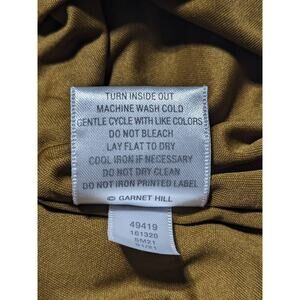 TURN INSIDE OUT
MACHINE WASH COLD
GENTLE CYCLE WITH LIKE COLORS
DO NOT BLEACH
LAY FLAT TO DRY
COOL IRON IF NECESSARY
DO NOT DRY CLEAN
DO NOT IRON PRINTED LABEL
© GARNET HILL
49419
161320
SM21